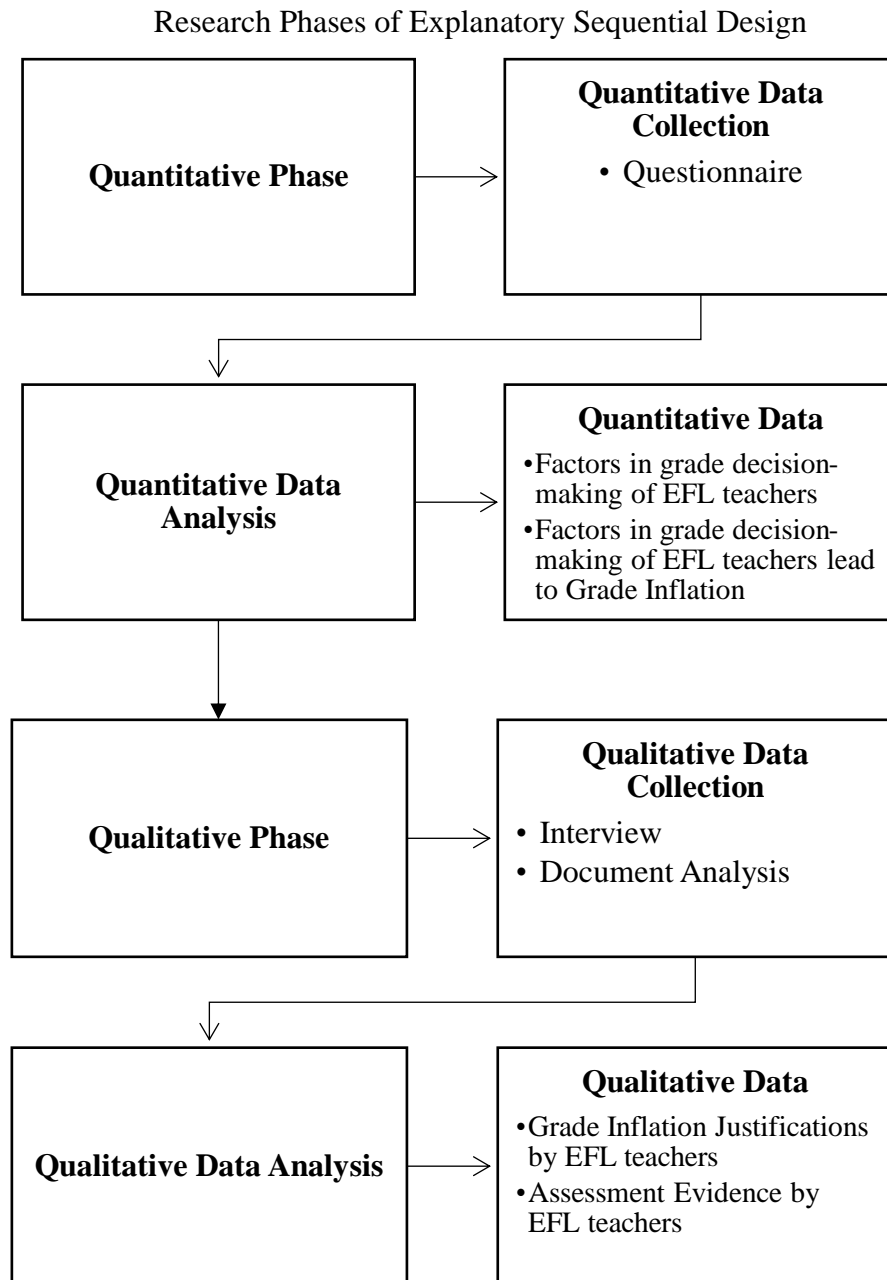 Research Phases of Explanatory Sequential Design
Quantitative Phase
Quantitative Data
Collection
• Questionnaire
Quantitative Data
Analysis
Quantitative Data
•Factors in grade decision-
making of EFL teachers
•Factors in grade decision-
making of EFL teachers lead
to Grade Inflation
Qualitative Phase
Qualitative Data
Collection
• Interview
• Document Analysis
Qualitative Data Analysis
Qualitative Data
•Grade Inflation Justifications
by EFL teachers
•Assessment Evidence by
EFL teachers